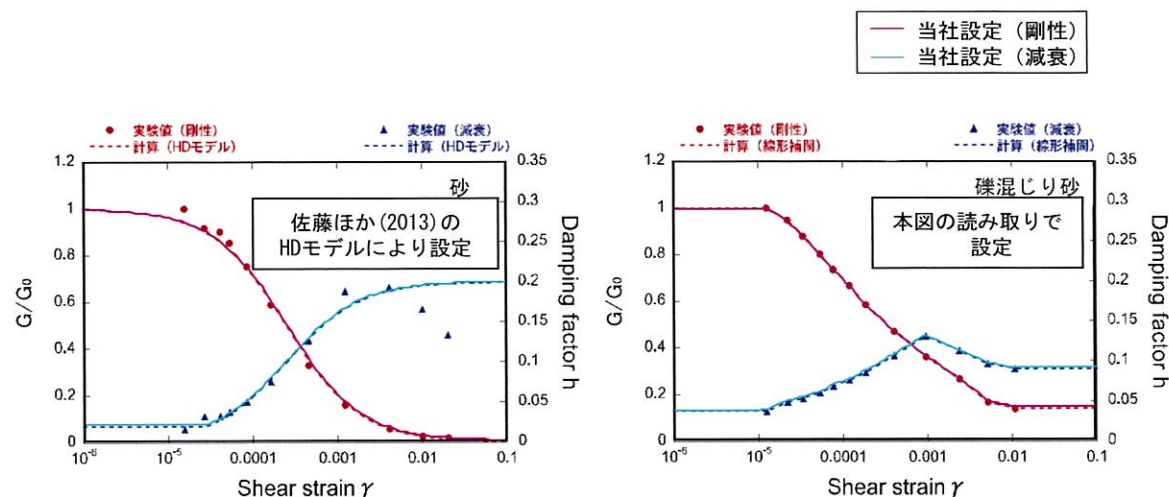 当社設定（剛性）
当社設定（減衰）
実験値（剛性）
計算（HDモデル）
実験値（減衰）
計算（HDモデル）
砂
佐藤ほか(2013)の
HDモデルにより設定
1.2
1
0.8
0.6
0.4
0.2
0
G/G₀
0.35
0.3
0.25
0.2
0.15
0.1
0.05
0
Damping factor h
10⁻⁶
10⁻⁵
0.0001
0.001
0.01
0.1
Shear strain γ
実験値（剛性）
計算（線形補間）
実験値（減衰）
計算（線形補間）
礫混じり砂
本図の読み取りで
設定
1.2
1
0.8
0.6
0.4
0.2
0
G/G₀
0.35
0.3
0.25
0.2
0.15
0.1
0.05
0
Damping factor h
10⁻⁶
10⁻⁵
0.0001
0.001
0.01
0.1
Shear strain γ